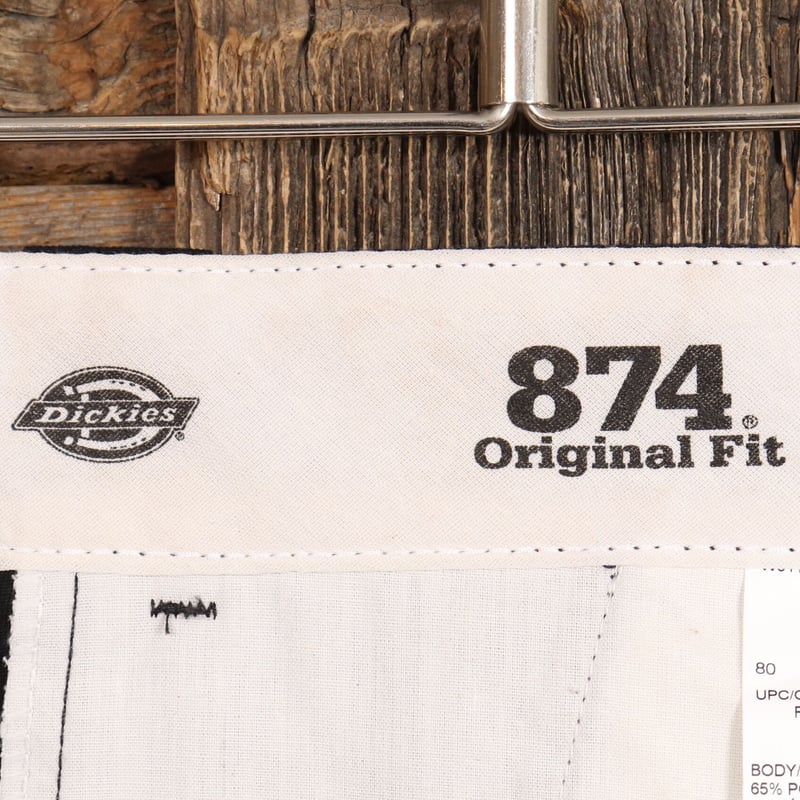 Dickies®
874®
Original Fit
80
UPC/
BODY/
65%